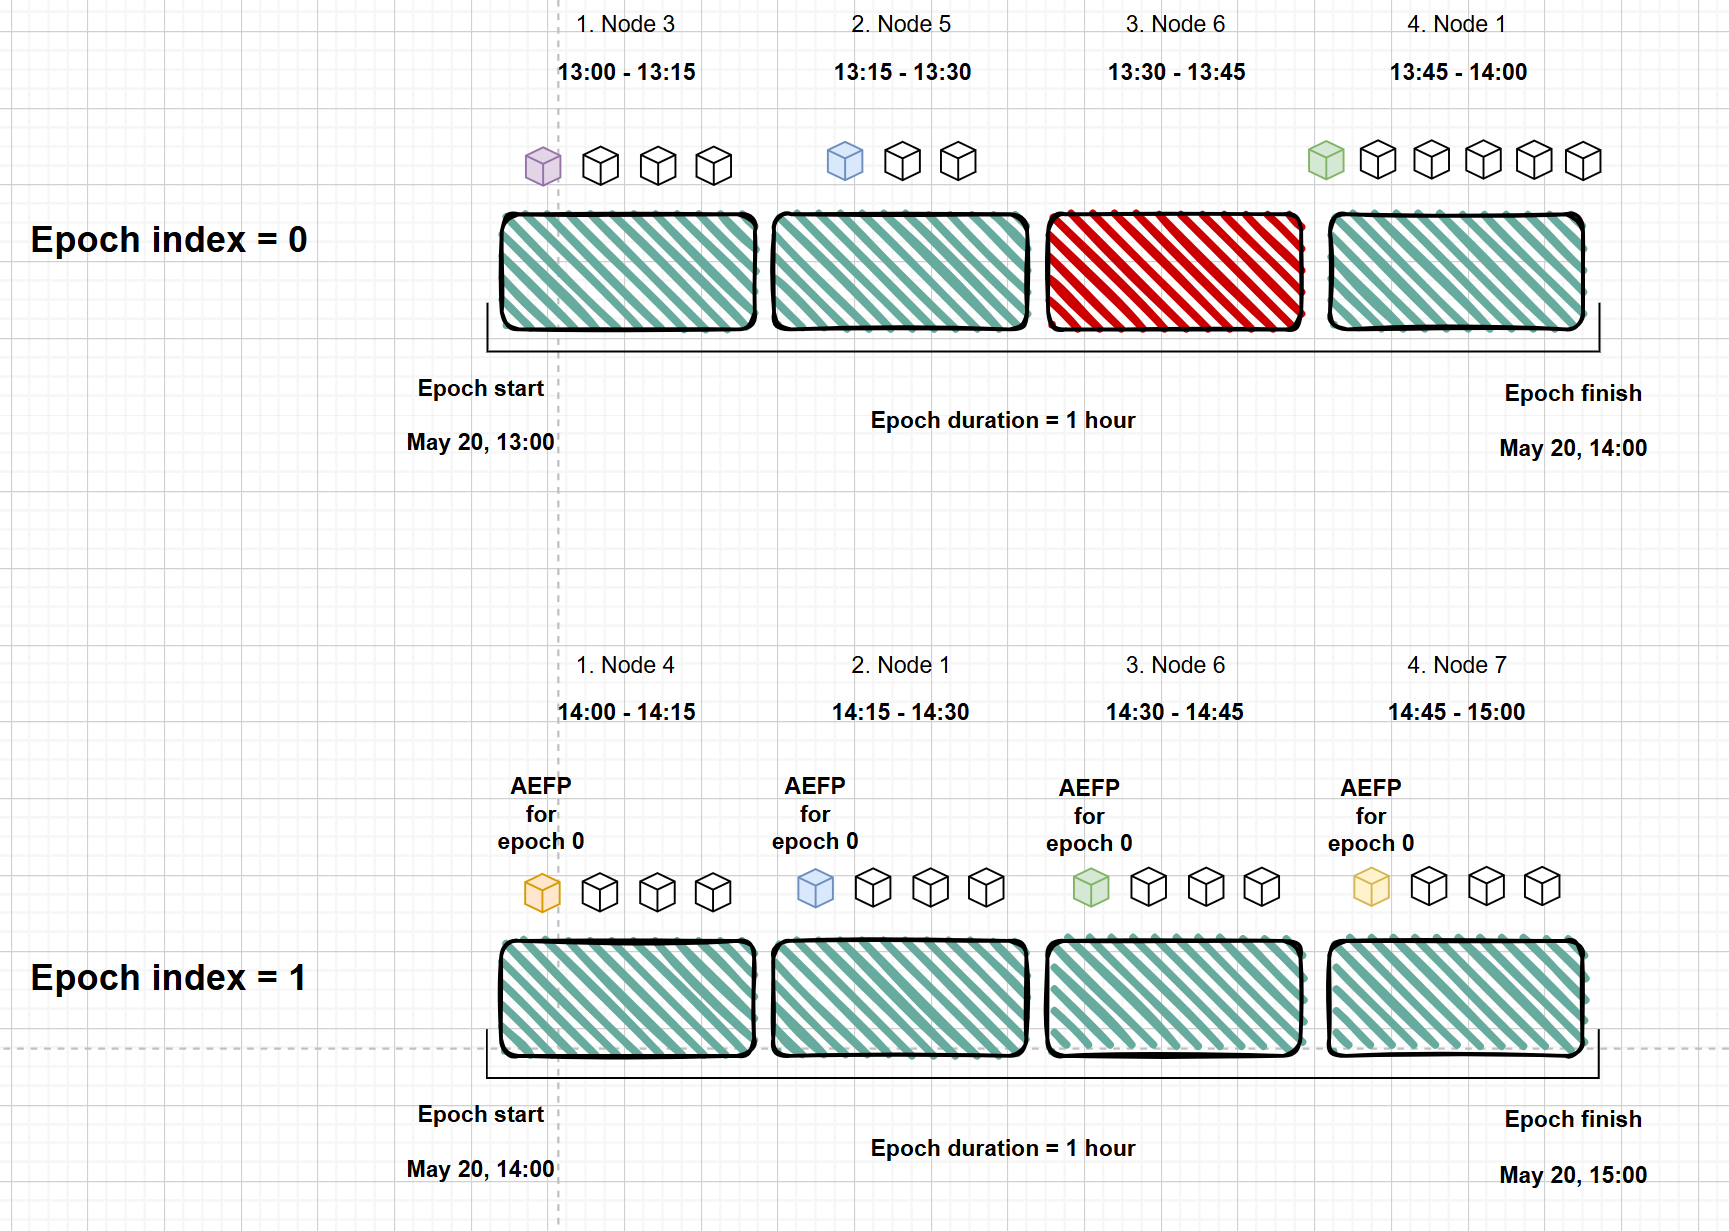 1. Node 3
2. Node 5
3. Node 6
4. Node 1
13:00 - 13:15
13:15 - 13:30
13:30 - 13:45
13:45 - 14:00
Epoch index = 0
Epoch start
May 20, 13:00
Epoch duration = 1 hour
Epoch finish
May 20, 14:00
1. Node 4
2. Node 1
3. Node 6
4. Node 7
14:00 - 14:15
14:15 - 14:30
14:30 - 14:45
14:45 - 15:00
AEFP
for
epoch 0
AEFP
for
epoch 0
AEFP
for
epoch 0
AEFP
for
epoch 0
Epoch index = 1
Epoch start
May 20, 14:00
Epoch duration = 1 hour
Epoch finish
May 20, 15:00